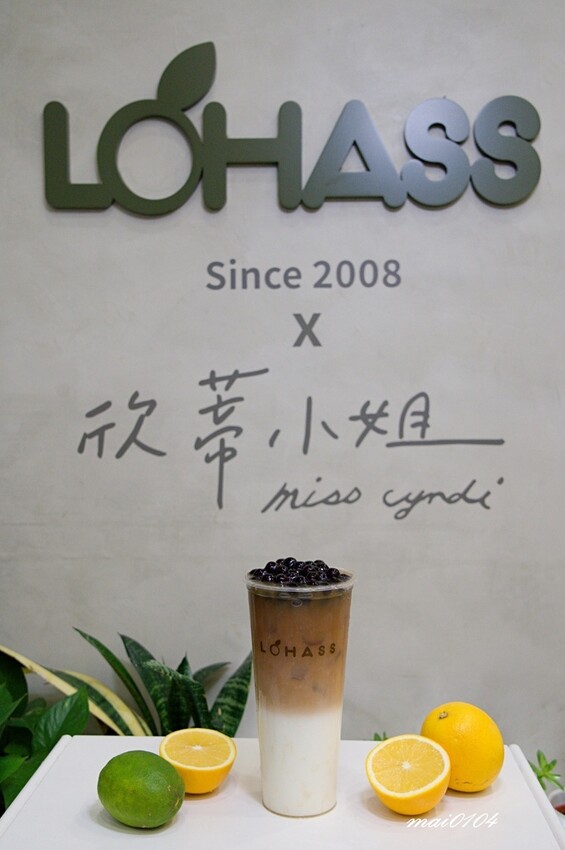 LOHASS
Since 2008
X
欣蒂小姐
miss cyndi
LOHASS
mai0104